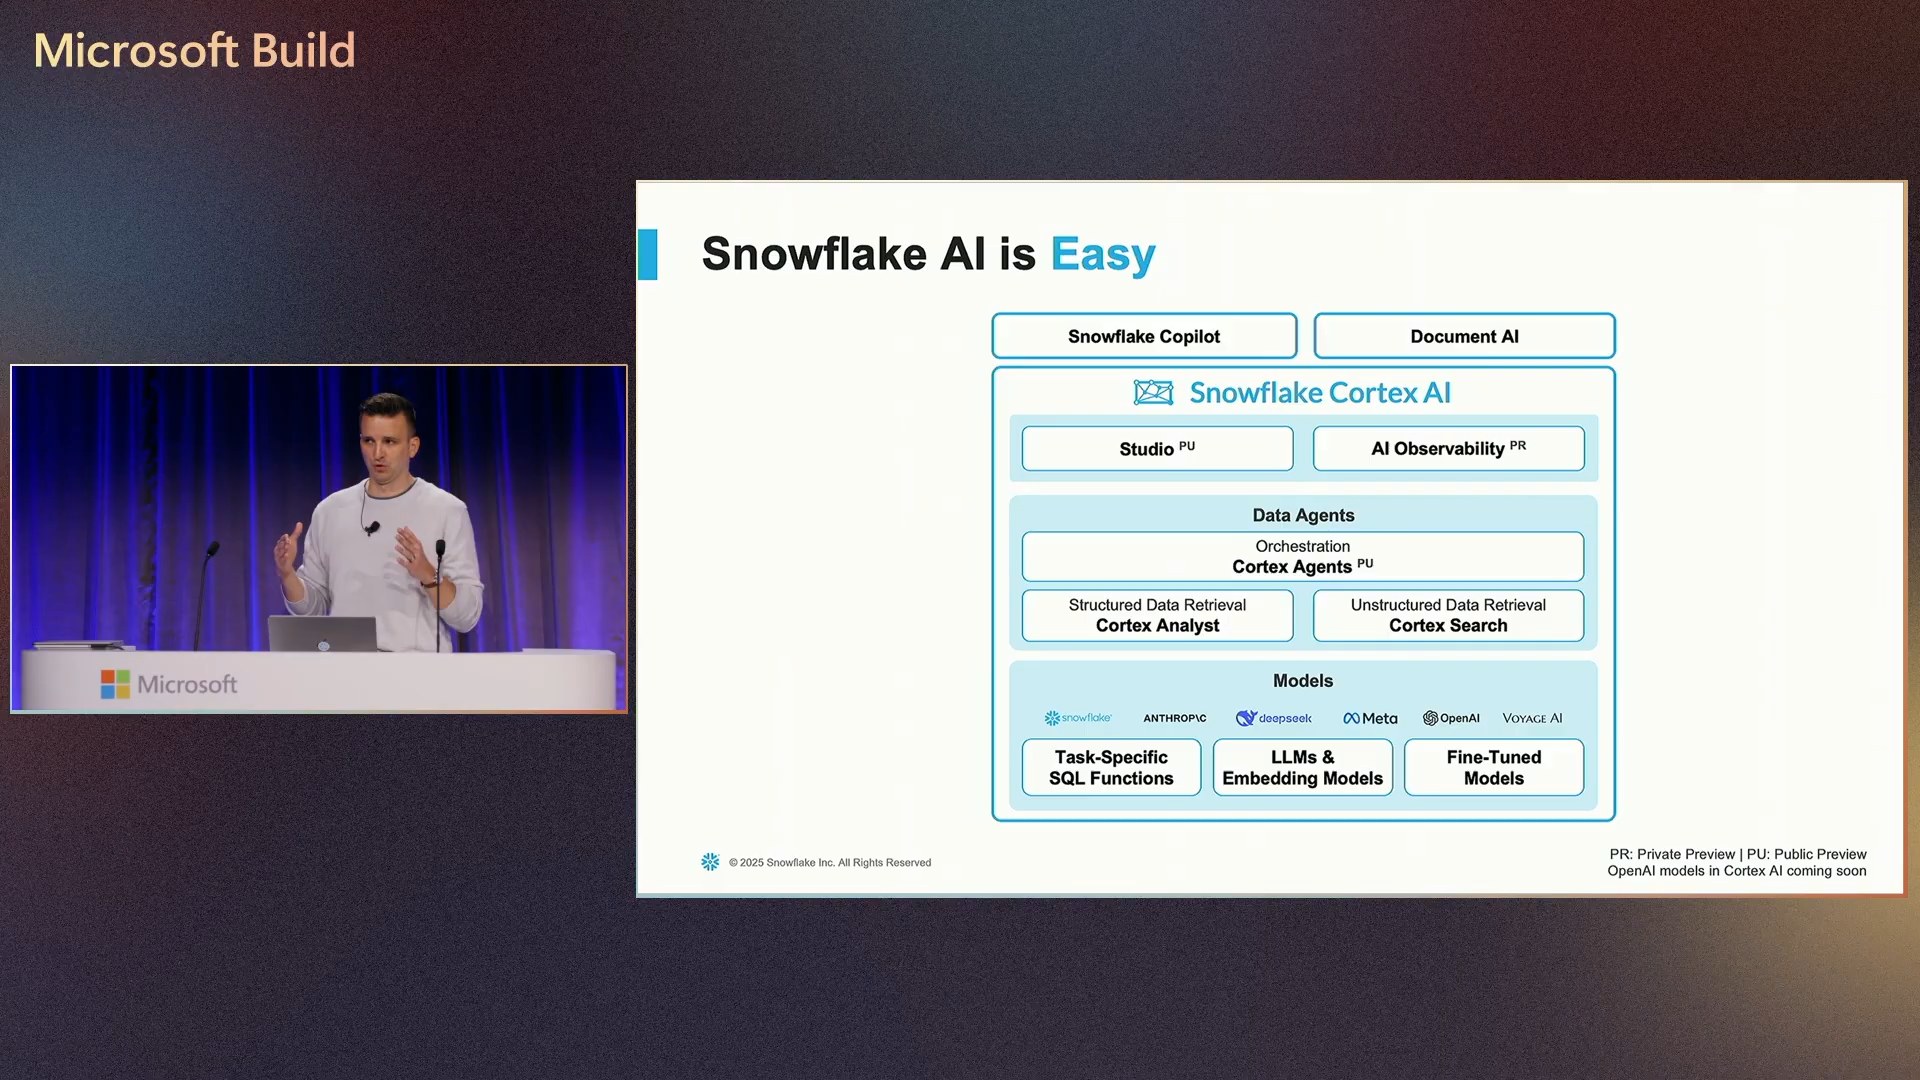 Microsoft Build
Microsoft
Snowflake AI is Easy
Snowflake Copilot
Document AI
Snowflake Cortex AI
Studio PU
AI Observability PR
Data Agents
Orchestration
Cortex Agents PU
Structured Data Retrieval
Cortex Analyst
Unstructured Data Retrieval
Cortex Search
Models
snowflake
ANTHROP\C
deepseek
Meta
OpenAI
VOYAGE AI
Task-Specific
SQL Functions
LLMs &
Embedding Models
Fine-Tuned
Models
© 2025 Snowflake Inc. All Rights Reserved
PR: Private Preview | PU: Public Preview
OpenAI models in Cortex AI coming soon